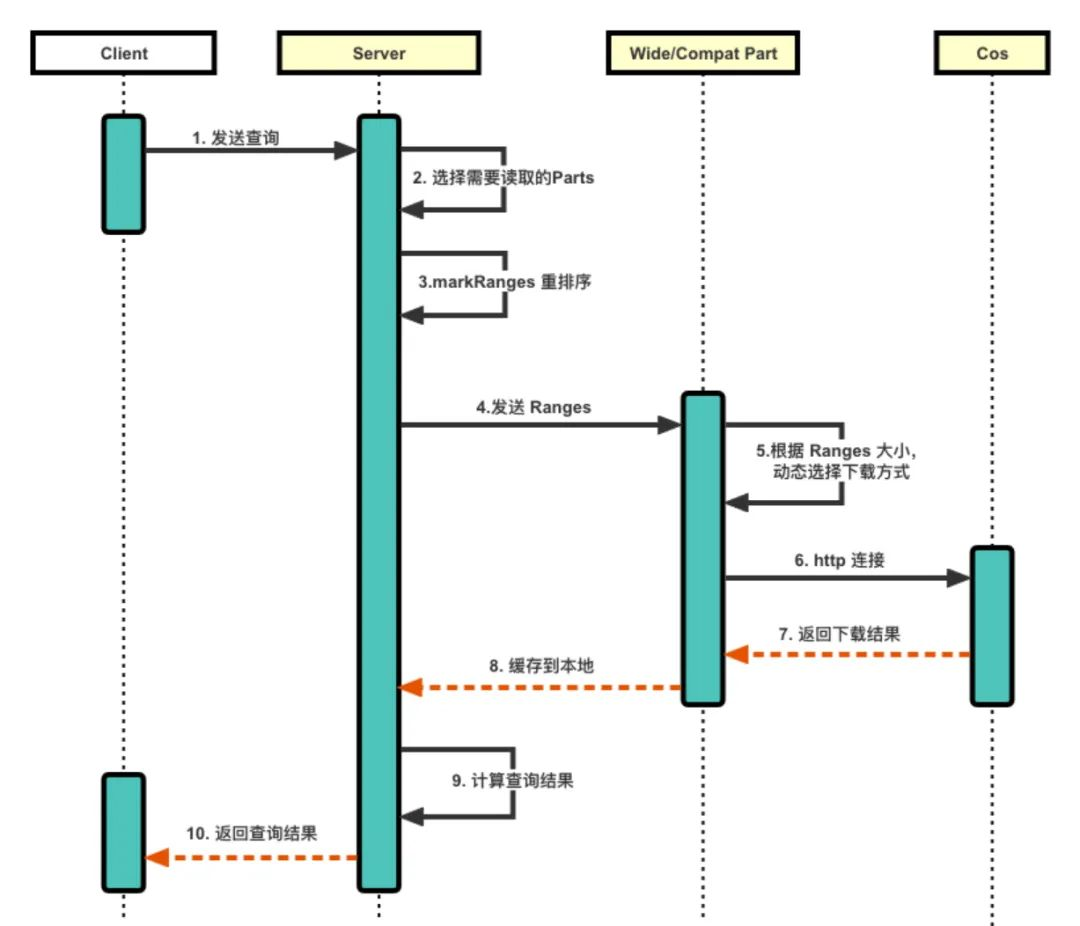 Client
Server
Wide/Compat Part
Cos
1. 发送查询
2. 选择需要读取的Parts
3.markRanges 重排序
4.发送 Ranges
5.根据 Ranges 大小，
动态选择下载方式
6. http 连接
7. 返回下载结果
8. 缓存到本地
9. 计算查询结果
10. 返回查询结果